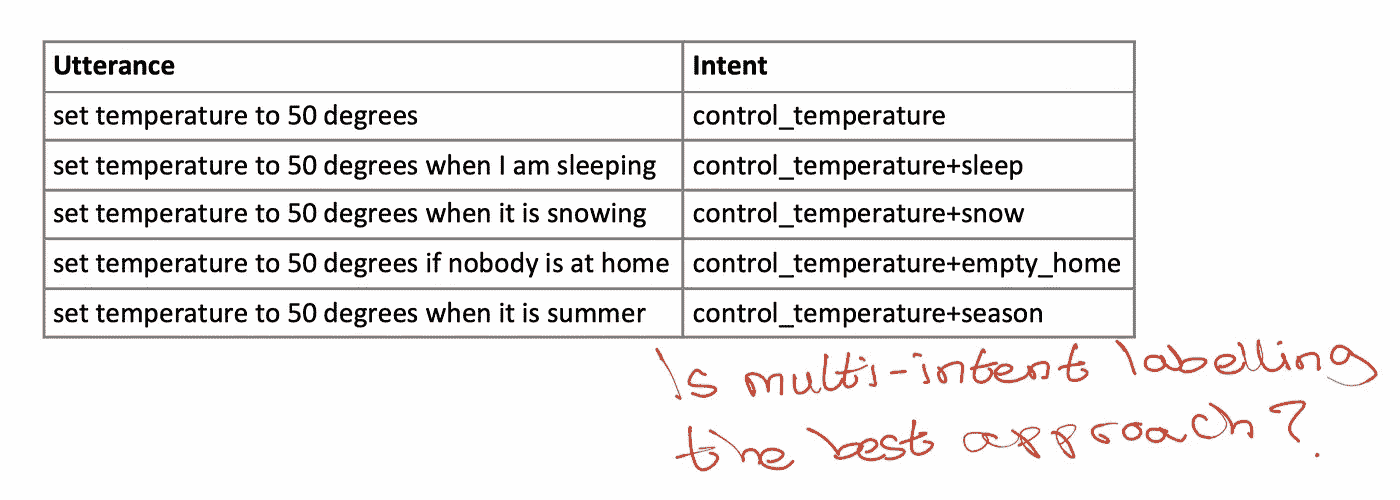 Utterance Intent
set temperature to 50 degrees control_temperature
set temperature to 50 degrees when I am sleeping control_temperature+sleep
set temperature to 50 degrees when it is snowing control_temperature+snow
set temperature to 50 degrees if nobody is at home control_temperature+empty_home
set temperature to 50 degrees when it is summer control_temperature+season
Is multi-intent labelling
the best approach?